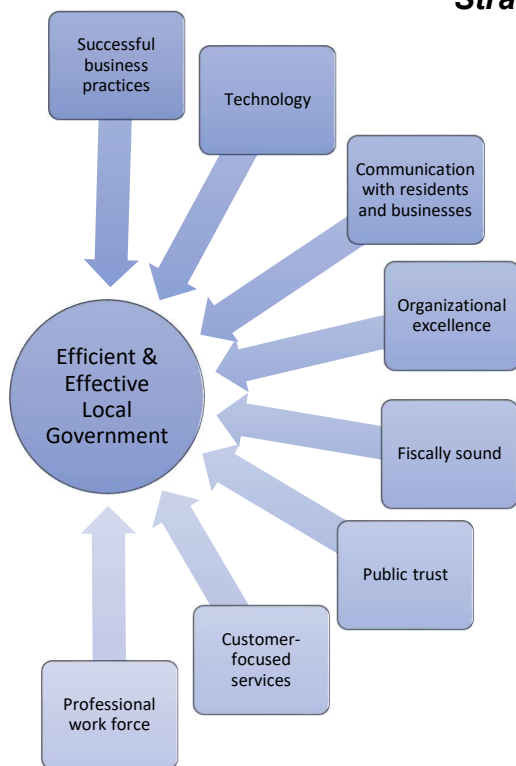 Stra
Successful
business
practices
Technology
Communication
with residents
and businesses
Organizational
excellence
Efficient &
Effective
Local
Government
Fiscally sound
Public trust
Customer-
focused
services
Professional
work force